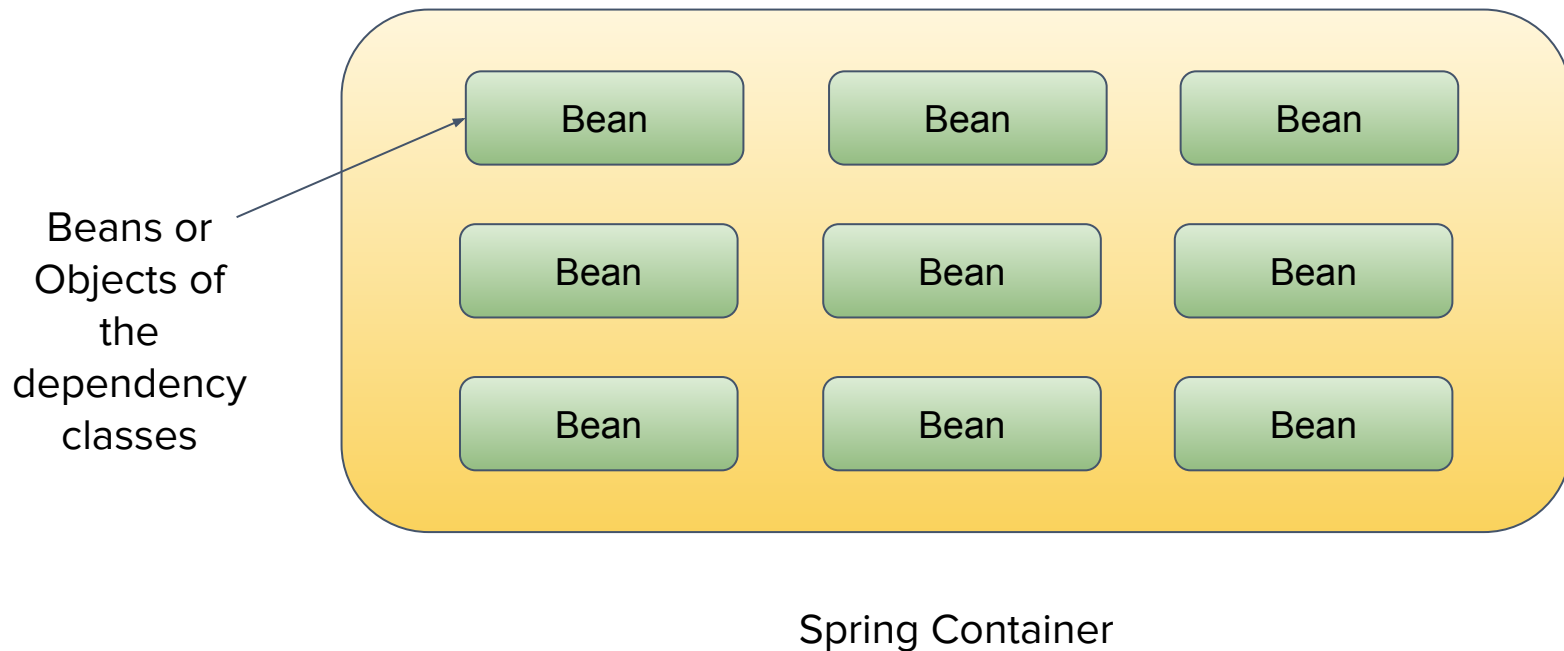 Bean Bean Bean
Beans or
Objects of
the
dependency
classes
Bean Bean Bean
Bean Bean Bean
Spring Container